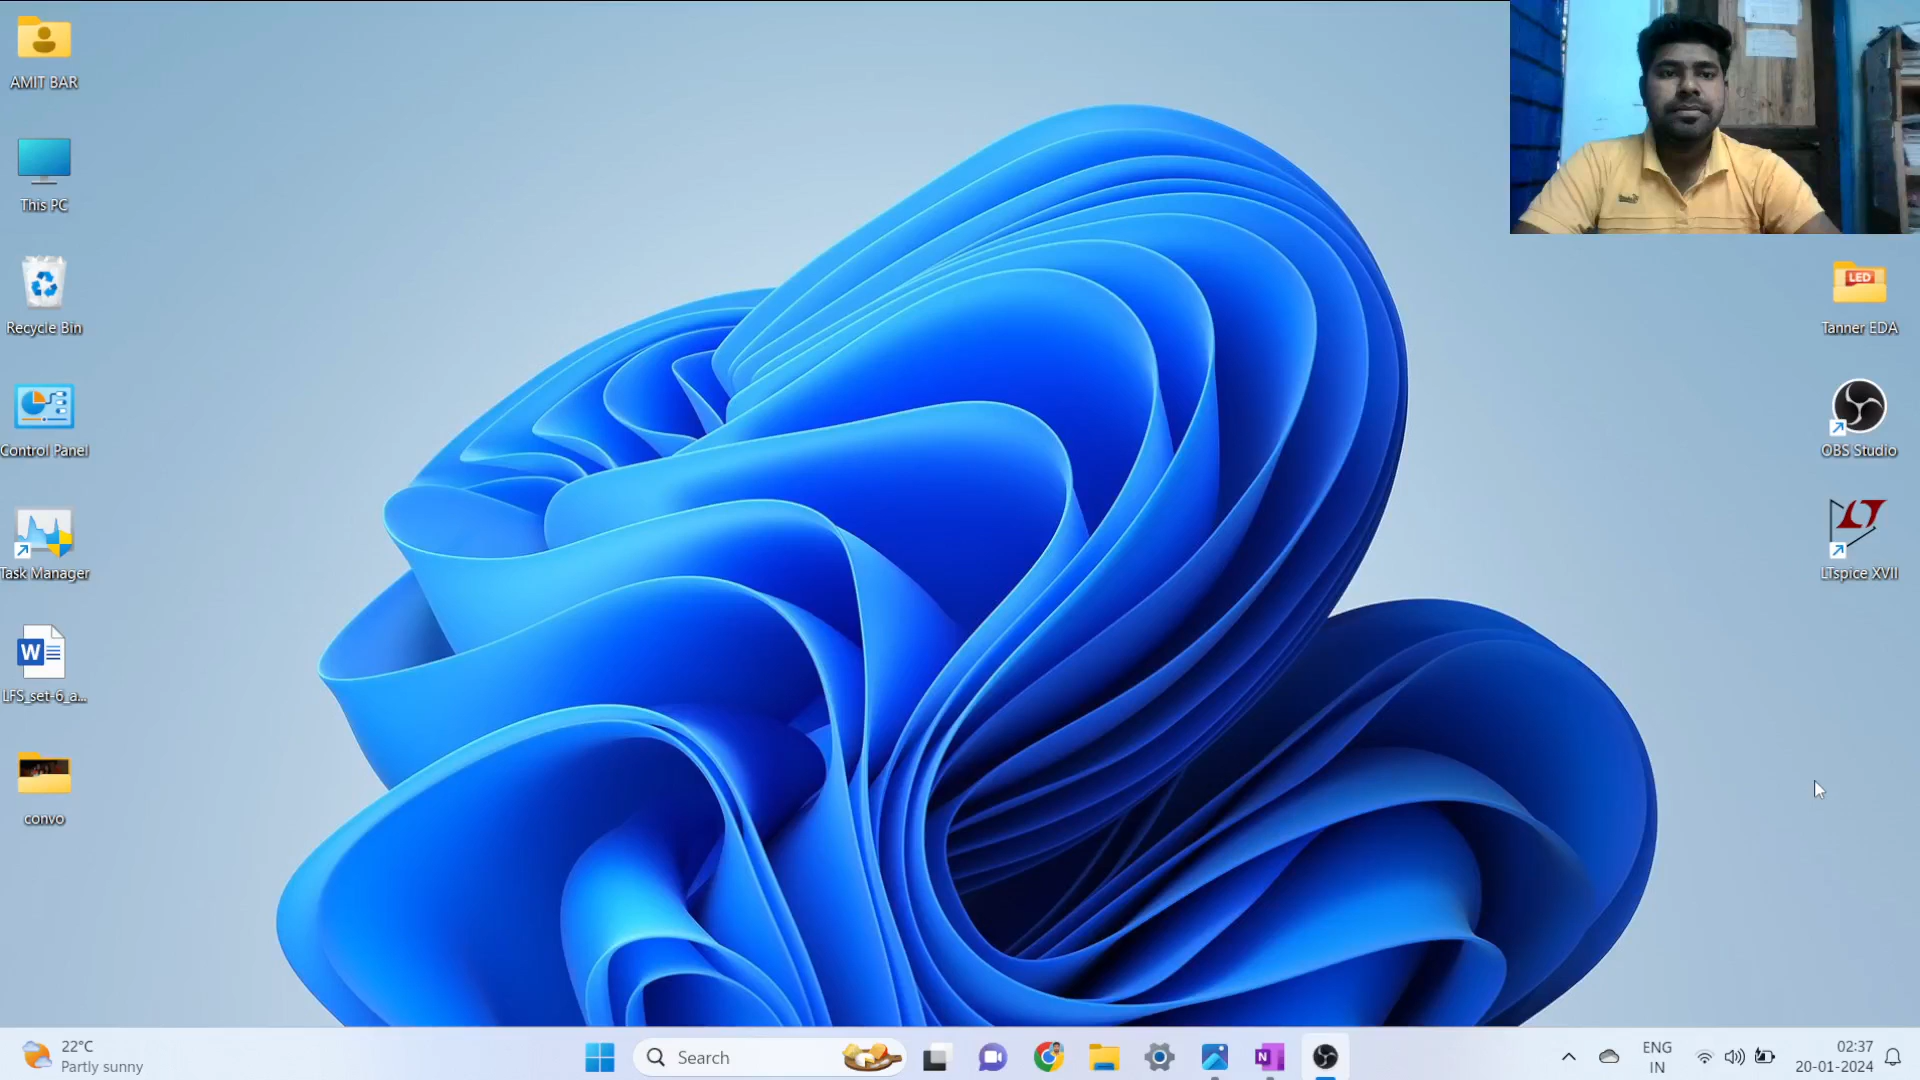 AMIT BAR
This PC
Recycle Bin
Control Panel
Task Manager
W
LFS_set-6_a...
convo
LED
Tanner EDA
OBS Studio
LTspice XVII
22°C
Partly sunny
Search
N
ENG
IN
02:37
20-01-2024